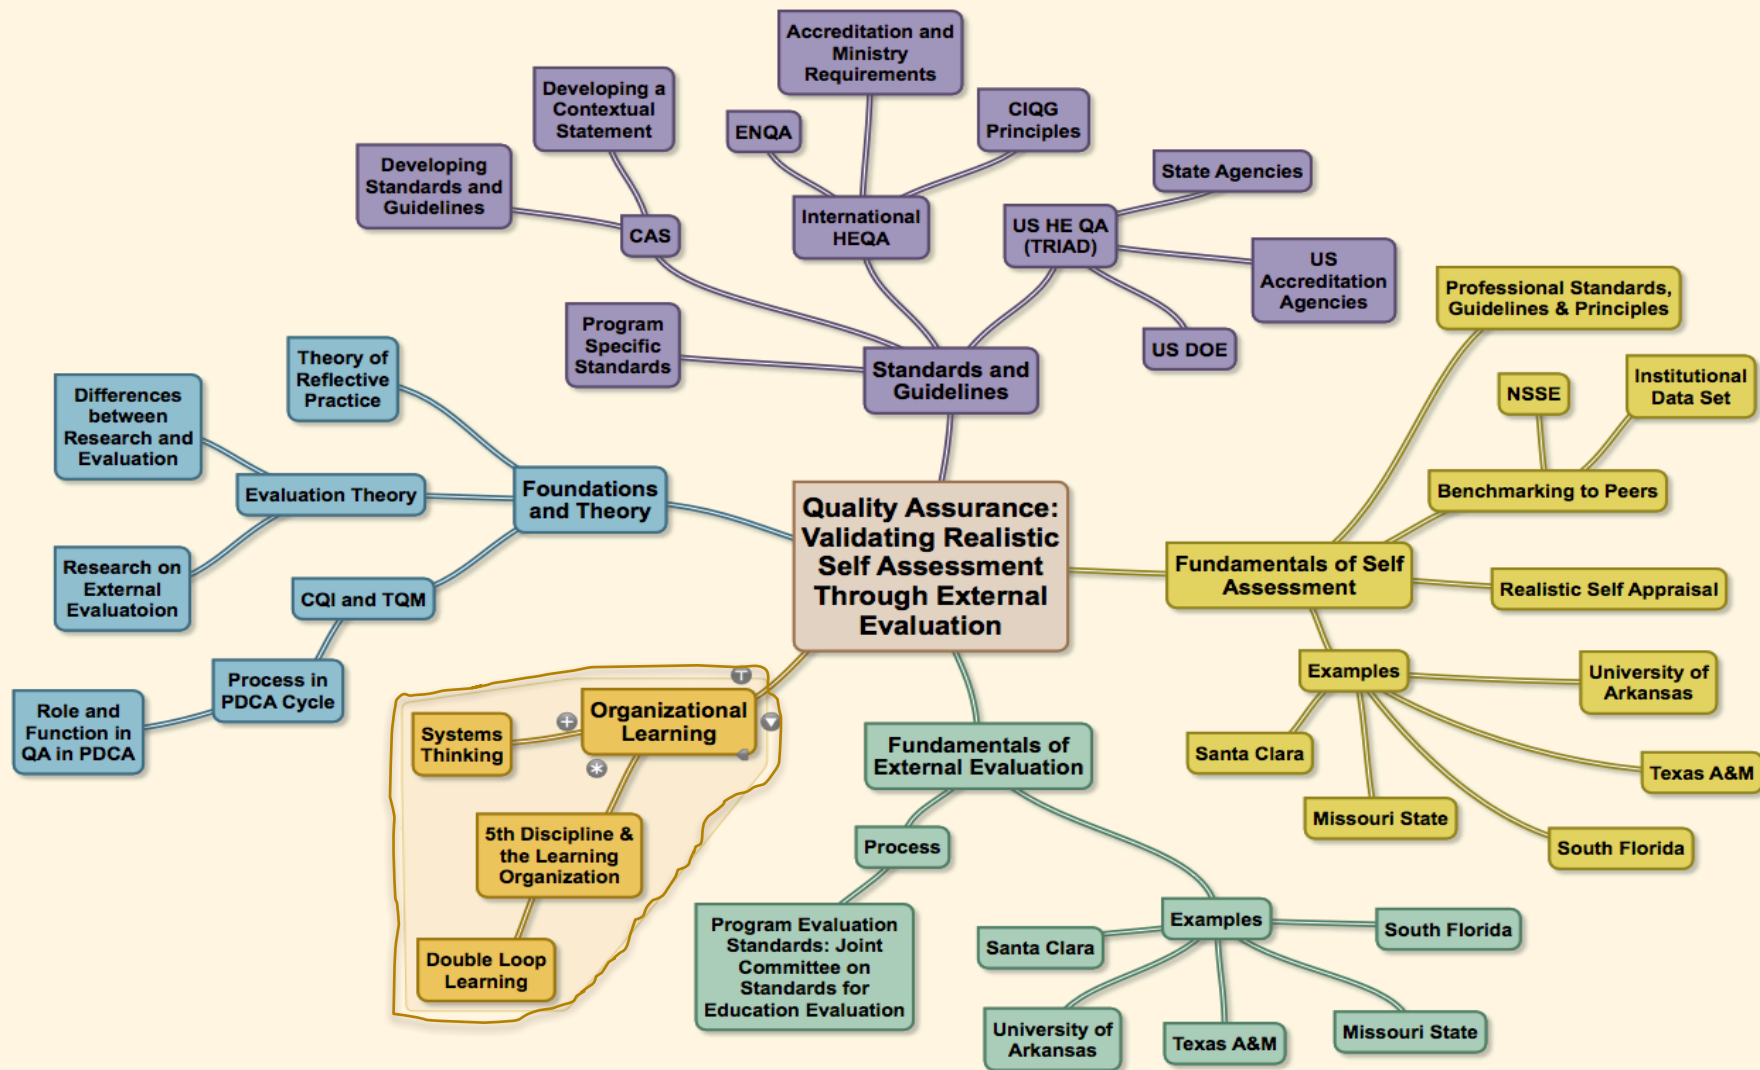 Accreditation and
Ministry
Requirements
Developing a
Contextual
Statement
ENQA
CIQG
Principles
Developing
Standards and
Guidelines
State Agencies
CAS
International
HEQA
US HE QA
(TRIAD)
US
Accreditation
Agencies
Program
Specific
Standards
US DOE
Standards and
Guidelines
Professional Standards,
Guidelines & Principles
NSSE
Institutional
Data Set
Benchmarking to Peers
Fundamentals of Self
Assessment
Realistic Self Appraisal
Examples
University of
Arkansas
Santa Clara
Texas A&M
Missouri State
South Florida
Theory of
Reflective
Practice
Differences
between
Research and
Evaluation
Evaluation Theory
Foundations
and Theory
Research on
External
Evaluatoion
CQI and TQM
Process in
PDCA Cycle
Role and
Function in
QA in PDCA
Quality Assurance:
Validating Realistic
Self Assessment
Through External
Evaluation
Organizational
Learning
Systems
Thinking
5th Discipline &
the Learning
Organization
Double Loop
Learning
Fundamentals of
External Evaluation
Process
Program Evaluation
Standards: Joint
Committee on
Standards for
Education Evaluation
Examples
Santa Clara
South Florida
University of
Arkansas
Texas A&M
Missouri State